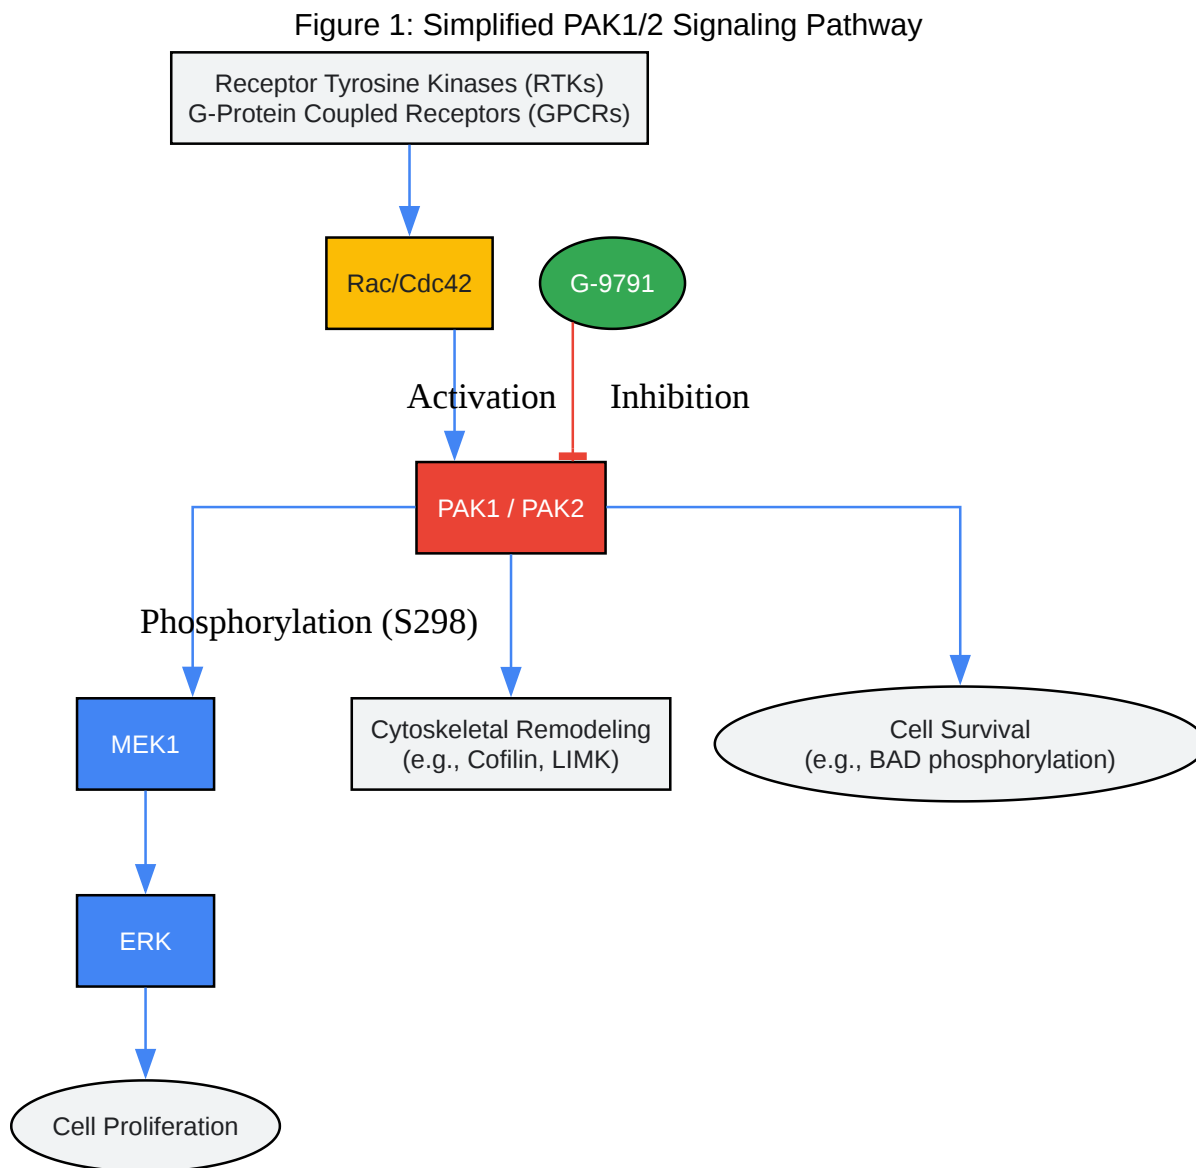 Figure 1: Simplified PAK1/2 Signaling Pathway
Receptor Tyrosine Kinases (RTKs)
G-Protein Coupled Receptors (GPCRs)
Rac/Cdc42
G-9791
Activation
Inhibition
PAK1 / PAK2
Phosphorylation (S298)
MEK1
Cytoskeletal Remodeling
(e.g., Cofilin, LIMK)
Cell Survival
(e.g., BAD phosphorylation)
ERK
Cell Proliferation